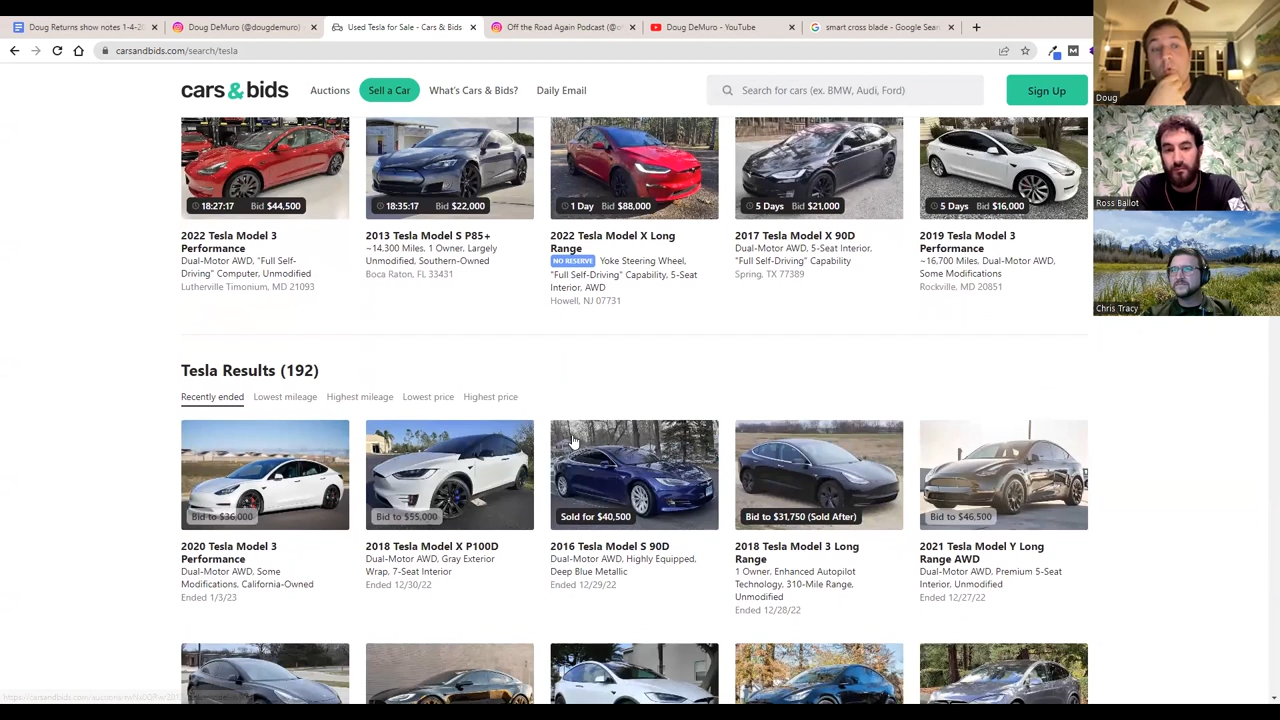 Doug Returns show notes 1-4-20
Doug DeMuro (@dougdemuro)
Used Tesla for Sale - Cars & Bids
Off the Road Again Podcast (@of
Doug DeMuro - YouTube
smart cross blade - Google Sear
carsandbids.com/search/tesla
cars&bids
Auctions
Sell a Car
What's Cars & Bids?
Daily Email
Search for cars (ex. BMW, Audi, Ford)
Sign Up
Doug
Ross Ballot
Chris Tracy
18:27:17 Bid $44,500
18:35:17 Bid $22,000
1 Day Bid $88,000
5 Days Bid $21,000
5 Days Bid $16,000
2022 Tesla Model 3
Performance
Dual-Motor AWD, "Full Self-
Driving" Computer, Unmodified
Lutherville Timonium, MD 21093
2013 Tesla Model S P85+
~14,300 Miles, 1 Owner, Largely
Unmodified, Southern-Owned
Boca Raton, FL 33431
2022 Tesla Model X Long
Range
NO RESERVE Yoke Steering Wheel,
"Full Self-Driving" Capability, 5-Seat
Interior, AWD
Howell, NJ 07731
2017 Tesla Model X 90D
Dual-Motor AWD, 5-Seat Interior,
"Full Self-Driving" Capability
Spring, TX 77389
2019 Tesla Model 3
Performance
~16,700 Miles, Dual-Motor AWD,
Some Modifications
Rockville, MD 20851
Tesla Results (192)
Recently ended
Lowest mileage
Highest mileage
Lowest price
Highest price
Bid to $36,000
Bid to $55,000
Sold for $40,500
Bid to $31,750 (Sold After)
Bid to $46,500
2020 Tesla Model 3
Performance
Dual-Motor AWD, Some
Modifications, California-Owned
Ended 1/3/23
2018 Tesla Model X P100D
Dual-Motor AWD, Gray Exterior
Wrap, 7-Seat Interior
Ended 12/30/22
2016 Tesla Model S 90D
Dual-Motor AWD, Highly Equipped,
Deep Blue Metallic
Ended 12/29/22
2018 Tesla Model 3 Long
Range
1 Owner, Enhanced Autopilot
Technology, 310-Mile Range,
Unmodified
Ended 12/28/22
2021 Tesla Model Y Long
Range AWD
Dual-Motor AWD, Premium 5-Seat
Interior, Unmodified
Ended 12/27/22